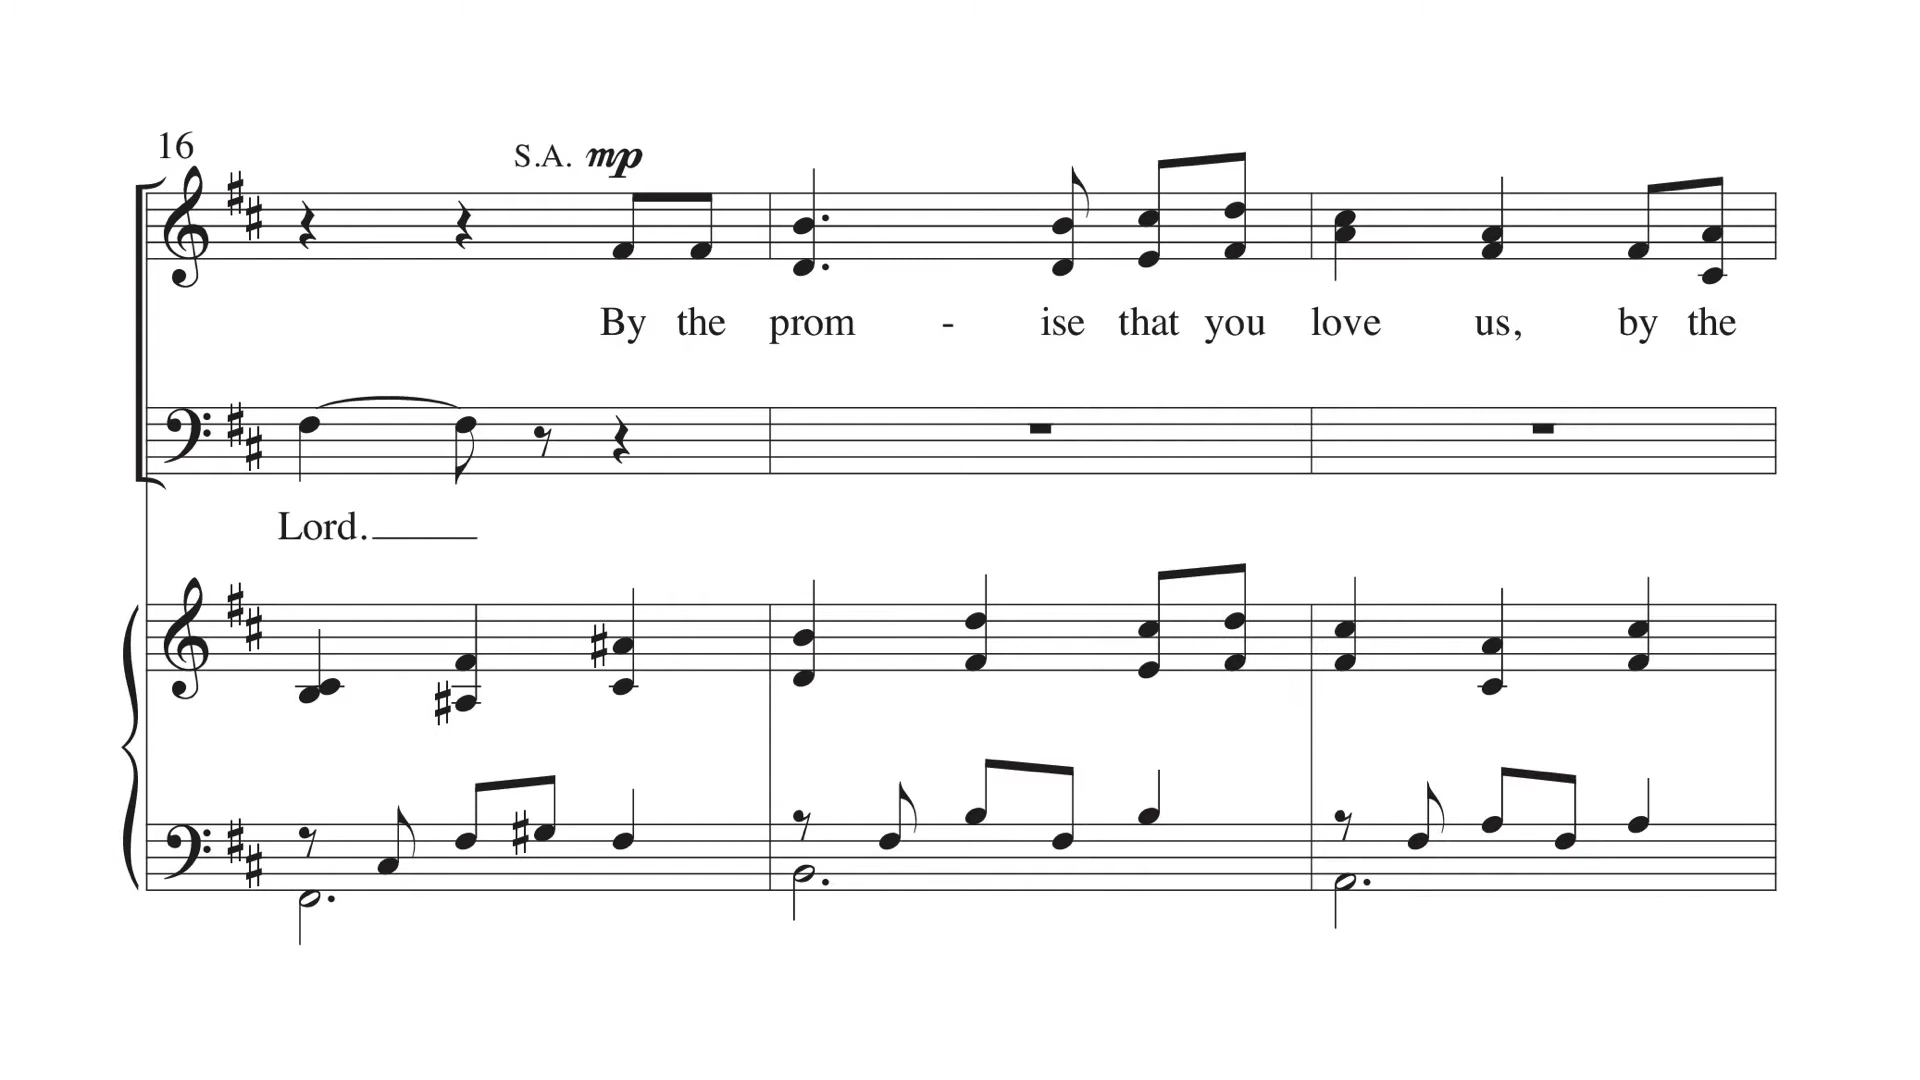 16
S.A. mp
By the prom - ise that you love us, by the
Lord.